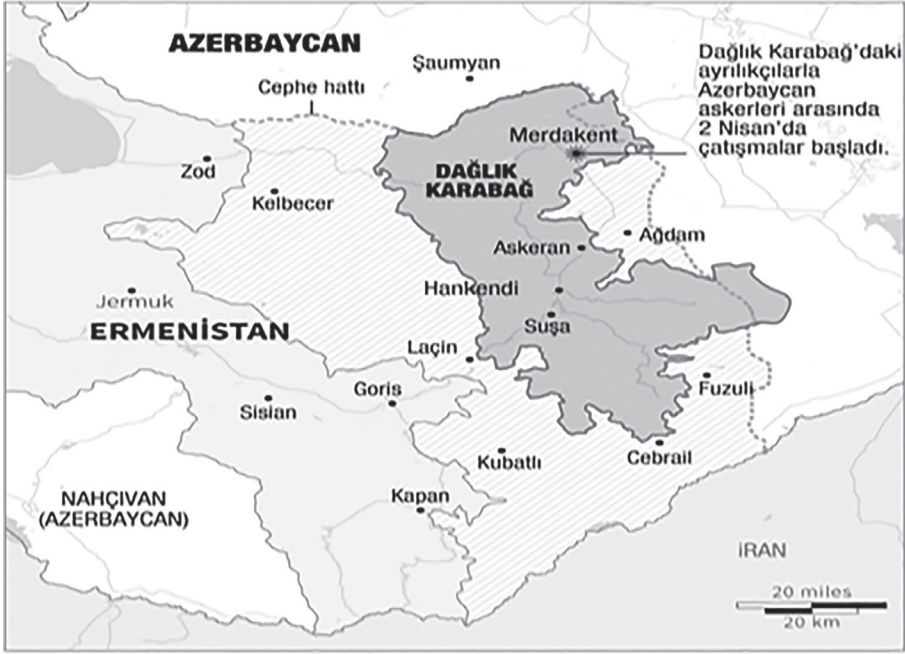 AZERBAYCAN
Şaumyan
Cephe hattı
Dağlık Karabağ'daki
ayrılıkçılarla
Azerbaycan
askerleri arasında
2 Nisan'da
çatışmalar başladı.
Merdakent
Zod
DAĞLIK
KARABAĞ
Kelbecer
Ağdam
Askeran
Hankendi
Jermuk
ERMENİSTAN
Suşa
Laçin
Goris
Fuzuli
Sisian
Kubatlı
Cebrail
Kapan
NAHÇIVAN
(AZERBAYCAN)
iRAN
20 miles
20 km